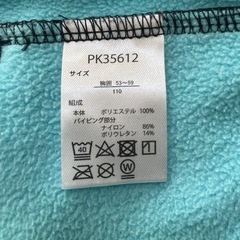 PK35612
サイズ
胸囲 53〜59
110
組成
本体 ポリエステル 100%
パイピング部分
ナイロン 86%
ポリウレタン 14%
40
W